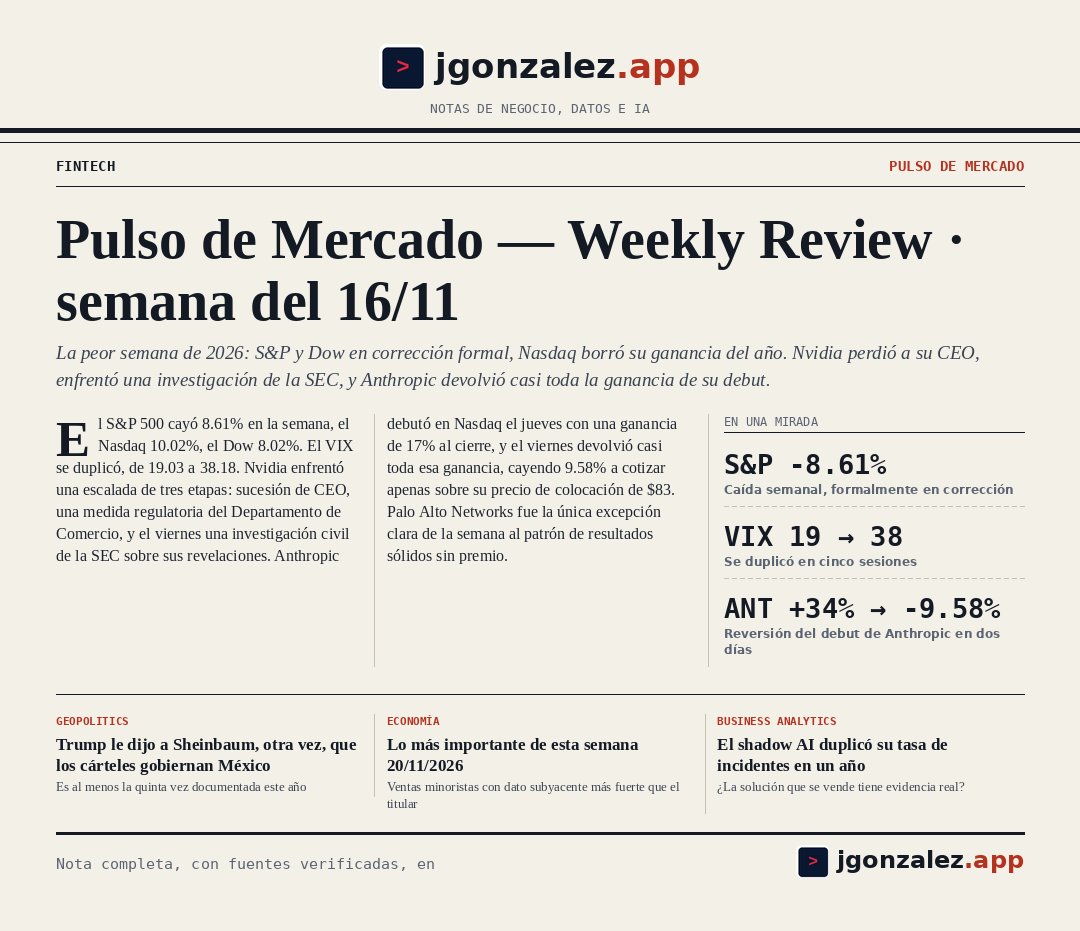 > jgonzalez.app
NOTAS DE NEGOCIO, DATOS E IA
FINTECH
PULSO DE MERCADO
Pulso de Mercado — Weekly Review ·
semana del 16/11
La peor semana de 2026: S&P y Dow en corrección formal, Nasdaq borró su ganancia del año. Nvidia perdió a su CEO,
enfrentó una investigación de la SEC, y Anthropic devolvió casi toda la ganancia de su debut.
El S&P 500 cayó 8.61% en la semana, el
Nasdaq 10.02%, el Dow 8.02%. El VIX
se duplicó, de 19.03 a 38.18. Nvidia enfrentó
una escalada de tres etapas: sucesión de CEO,
una medida regulatoria del Departamento de
Comercio, y el viernes una investigación civil
de la SEC sobre sus revelaciones. Anthropic
debutó en Nasdaq el jueves con una ganancia
de 17% al cierre, y el viernes devolvió casi
toda esa ganancia, cayendo 9.58% a cotizar
apenas sobre su precio de colocación de $83.
Palo Alto Networks fue la única excepción
clara de la semana al patrón de resultados
sólidos sin premio.
EN UNA MIRADA
S&P -8.61%
Caída semanal, formalmente en corrección
VIX 19 → 38
Se duplicó en cinco sesiones
ANT +34% → -9.58%
Reversión del debut de Anthropic en dos
días
GEOPOLITICS
Trump le dijo a Sheinbaum, otra vez, que
los cárteles gobiernan México
Es al menos la quinta vez documentada este año
ECONOMÍA
Lo más importante de esta semana
20/11/2026
Ventas minoristas con dato subyacente más fuerte que el
titular
BUSINESS ANALYTICS
El shadow AI duplicó su tasa de
incidentes en un año
¿La solución que se vende tiene evidencia real?
Nota completa, con fuentes verificadas, en
> jgonzalez.app